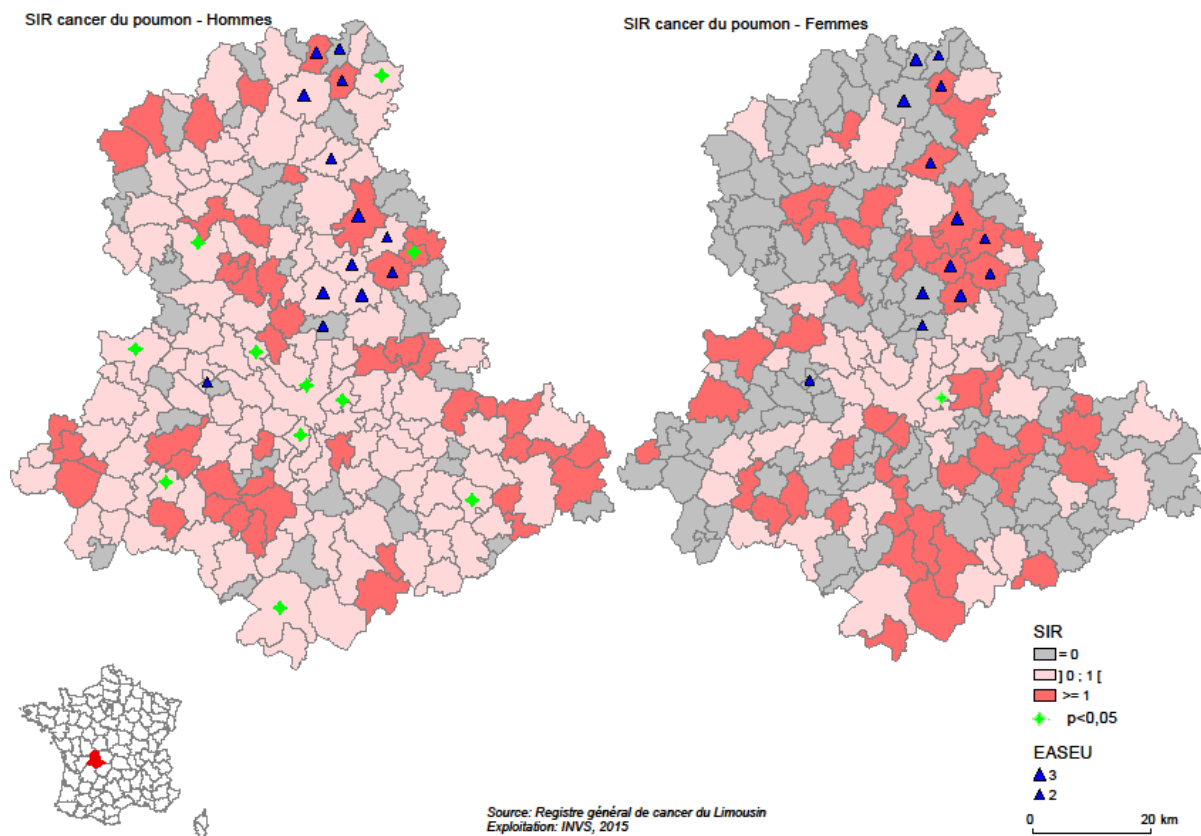 SIR cancer du poumon - Hommes
SIR cancer du poumon - Femmes
SIR
= 0
] 0 ; 1 [
>= 1
p<0,05
EASEU
3
2
0 20 km
Source: Registre général de cancer du Limousin
Exploitation: INVS, 2015